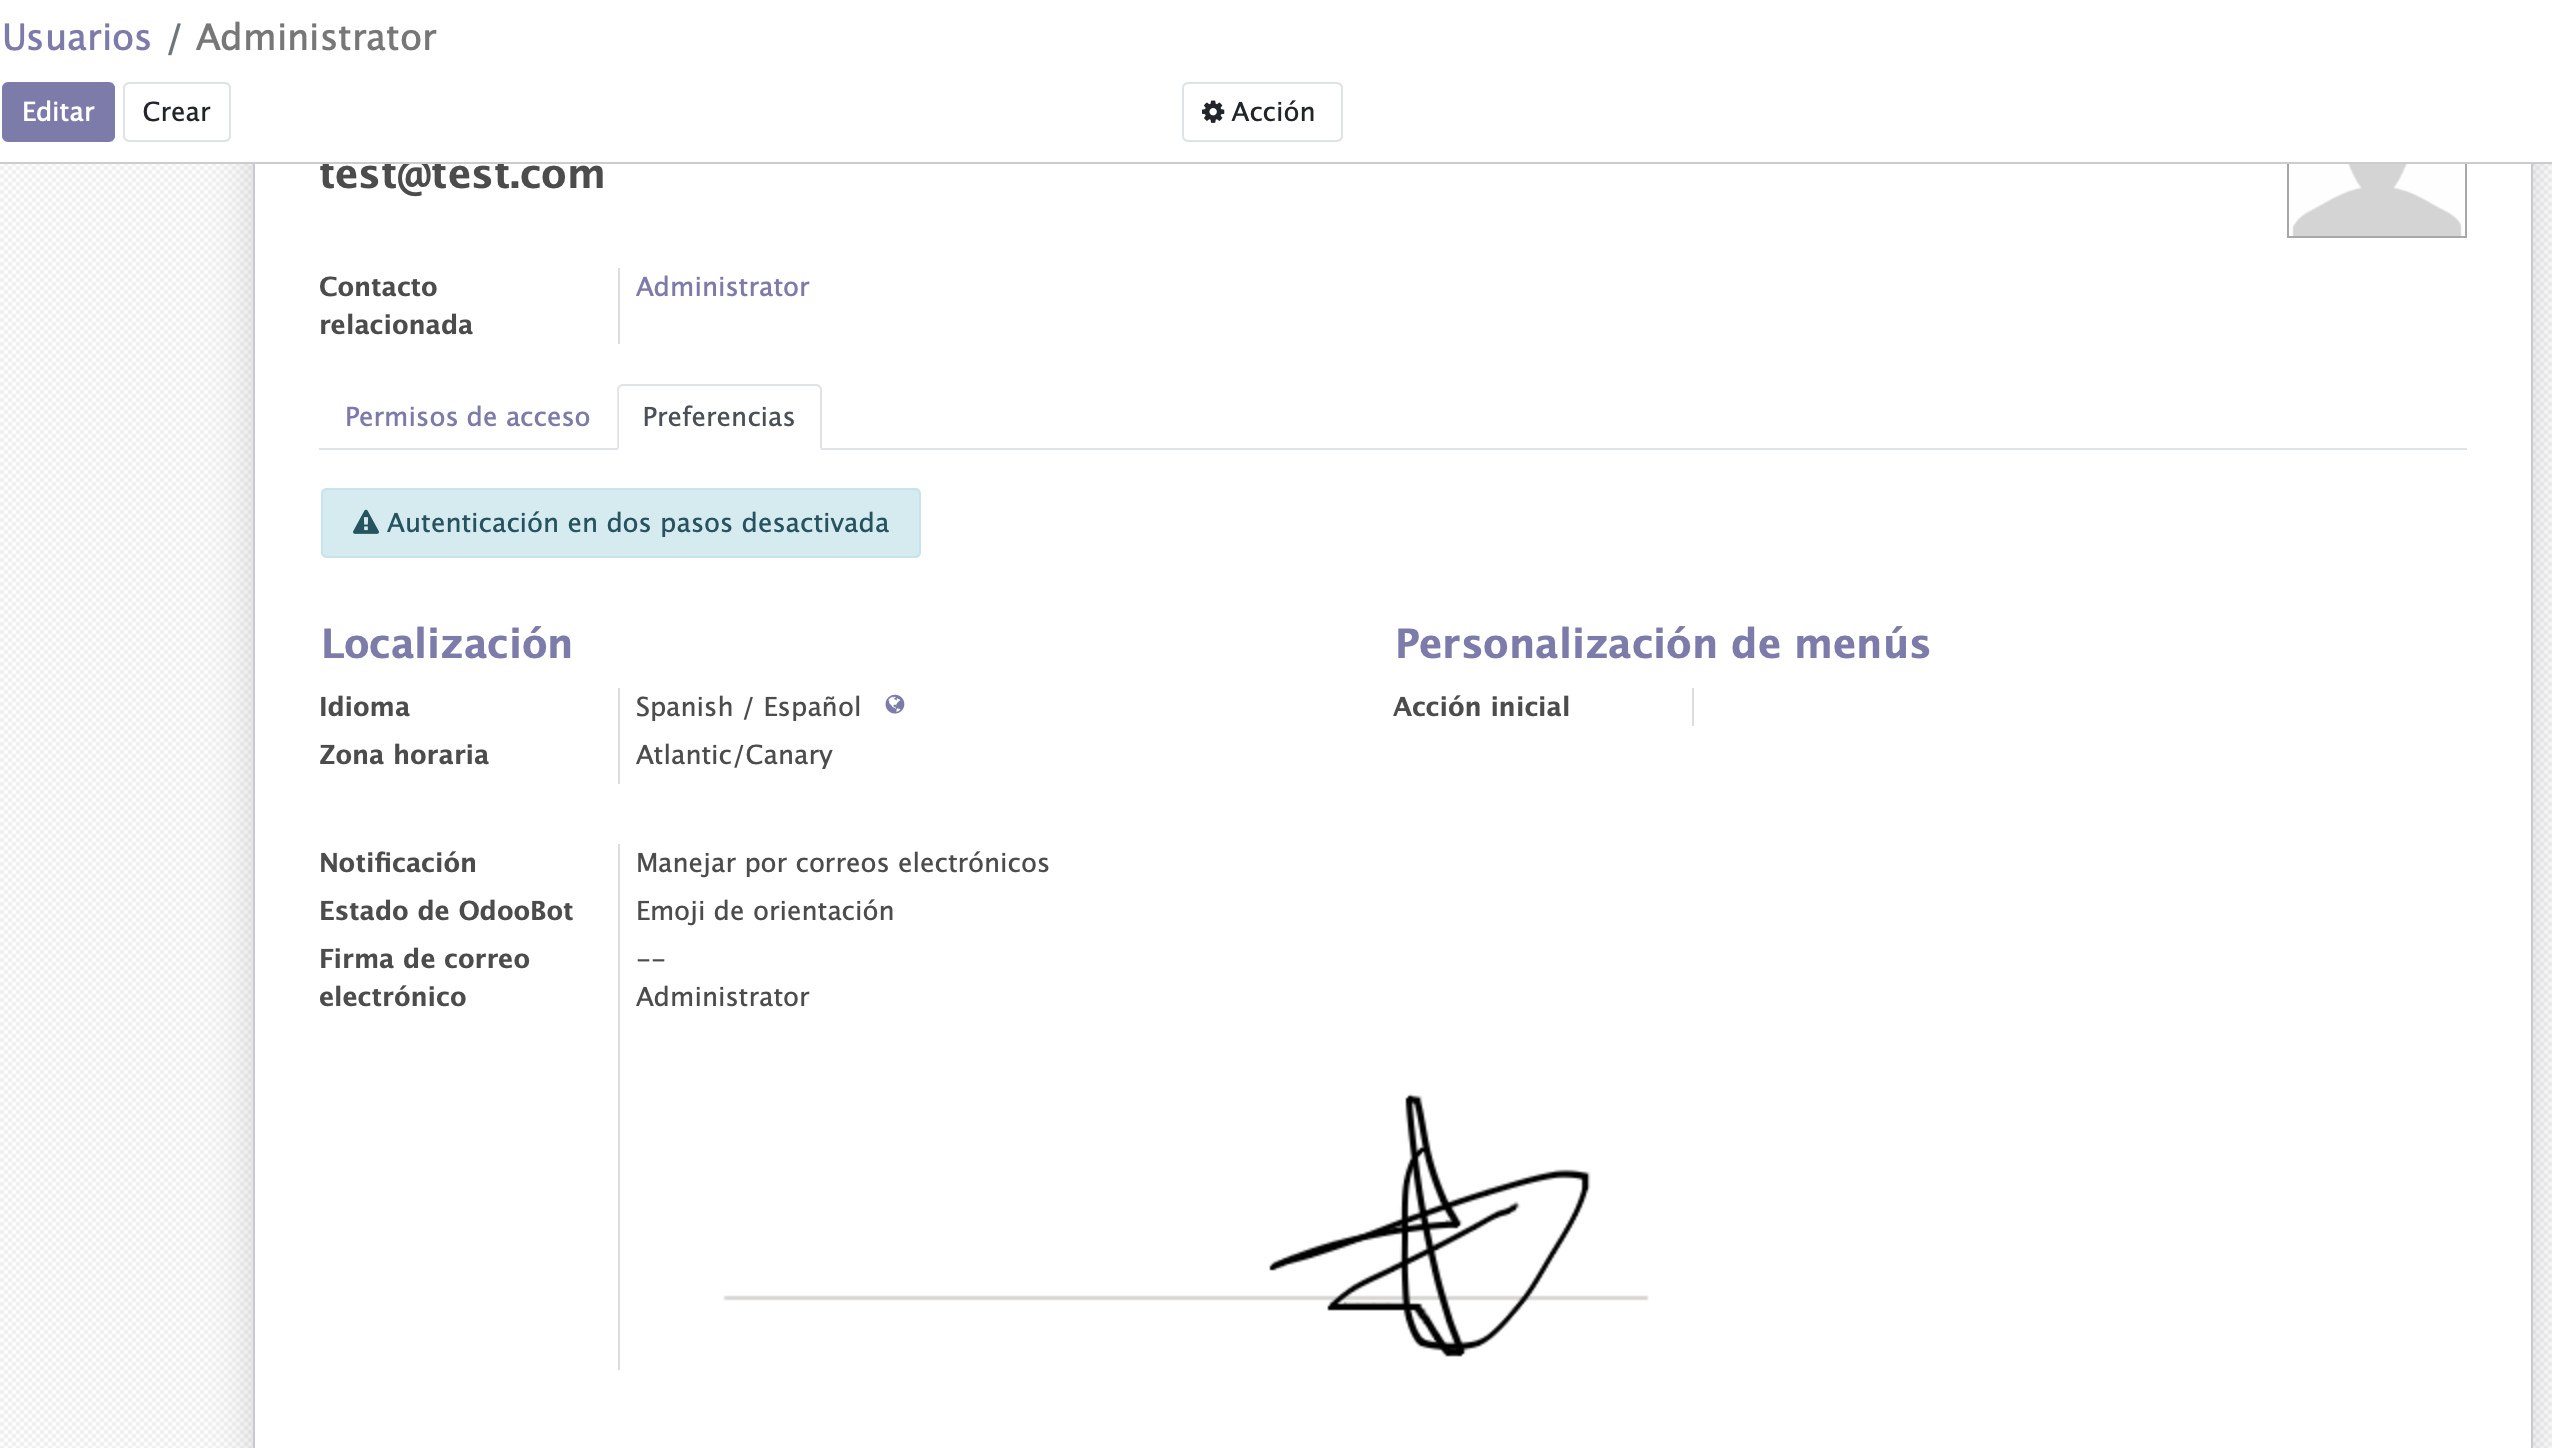 Usuarios / Administrator
Editar Crear Acción
test@test.com
Contacto relacionada Administrator
Permisos de acceso Preferencias
Autenticación en dos pasos desactivada
Localización
Idioma Spanish / Español
Zona horaria Atlantic/Canary
Personalización de menús
Acción inicial
Notificación Manejar por correos electrónicos
Estado de OdooBot Emoji de orientación
Firma de correo electrónico
--
Administrator